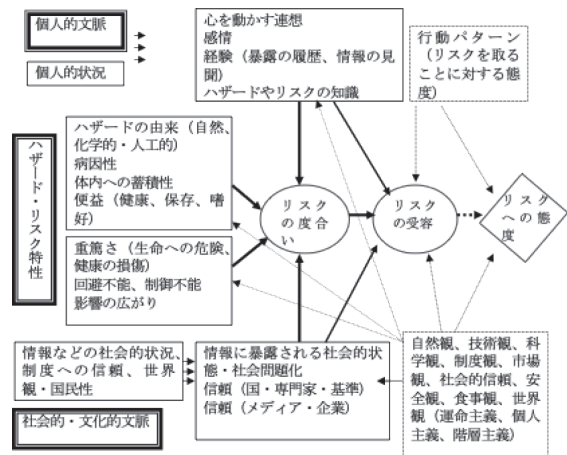 個人的文脈
個人的状況
心を動かす連想
感情
経験（暴露の履歴、情報の見
聞）
ハザードやリスクの知識
行動パターン
（リスクを取る
ことに対する態
度）
ハザード・リスク特性
ハザードの由来（自然、
化学的・人工的）
病因性
体内への蓄積性
便益（健康、保存、嗜
好）
重篤さ（生命への危険、
健康の損傷）
回避不能、制御不能
影響の広がり
リスク
の度合
い
リスク
の受容
リスク
への態
度
情報などの社会的状況、
制度への信頼、世界
観・国民性
社会的・文化的文脈
情報に暴露される社会的状
態・社会問題化
信頼（国・専門家・基準）
信頼（メディア・企業）
自然観、技術観、科
学観、制度観、市場
観、社会的信頼、安
全観、食事観、世界
観（運命主義、個人
主義、階層主義）